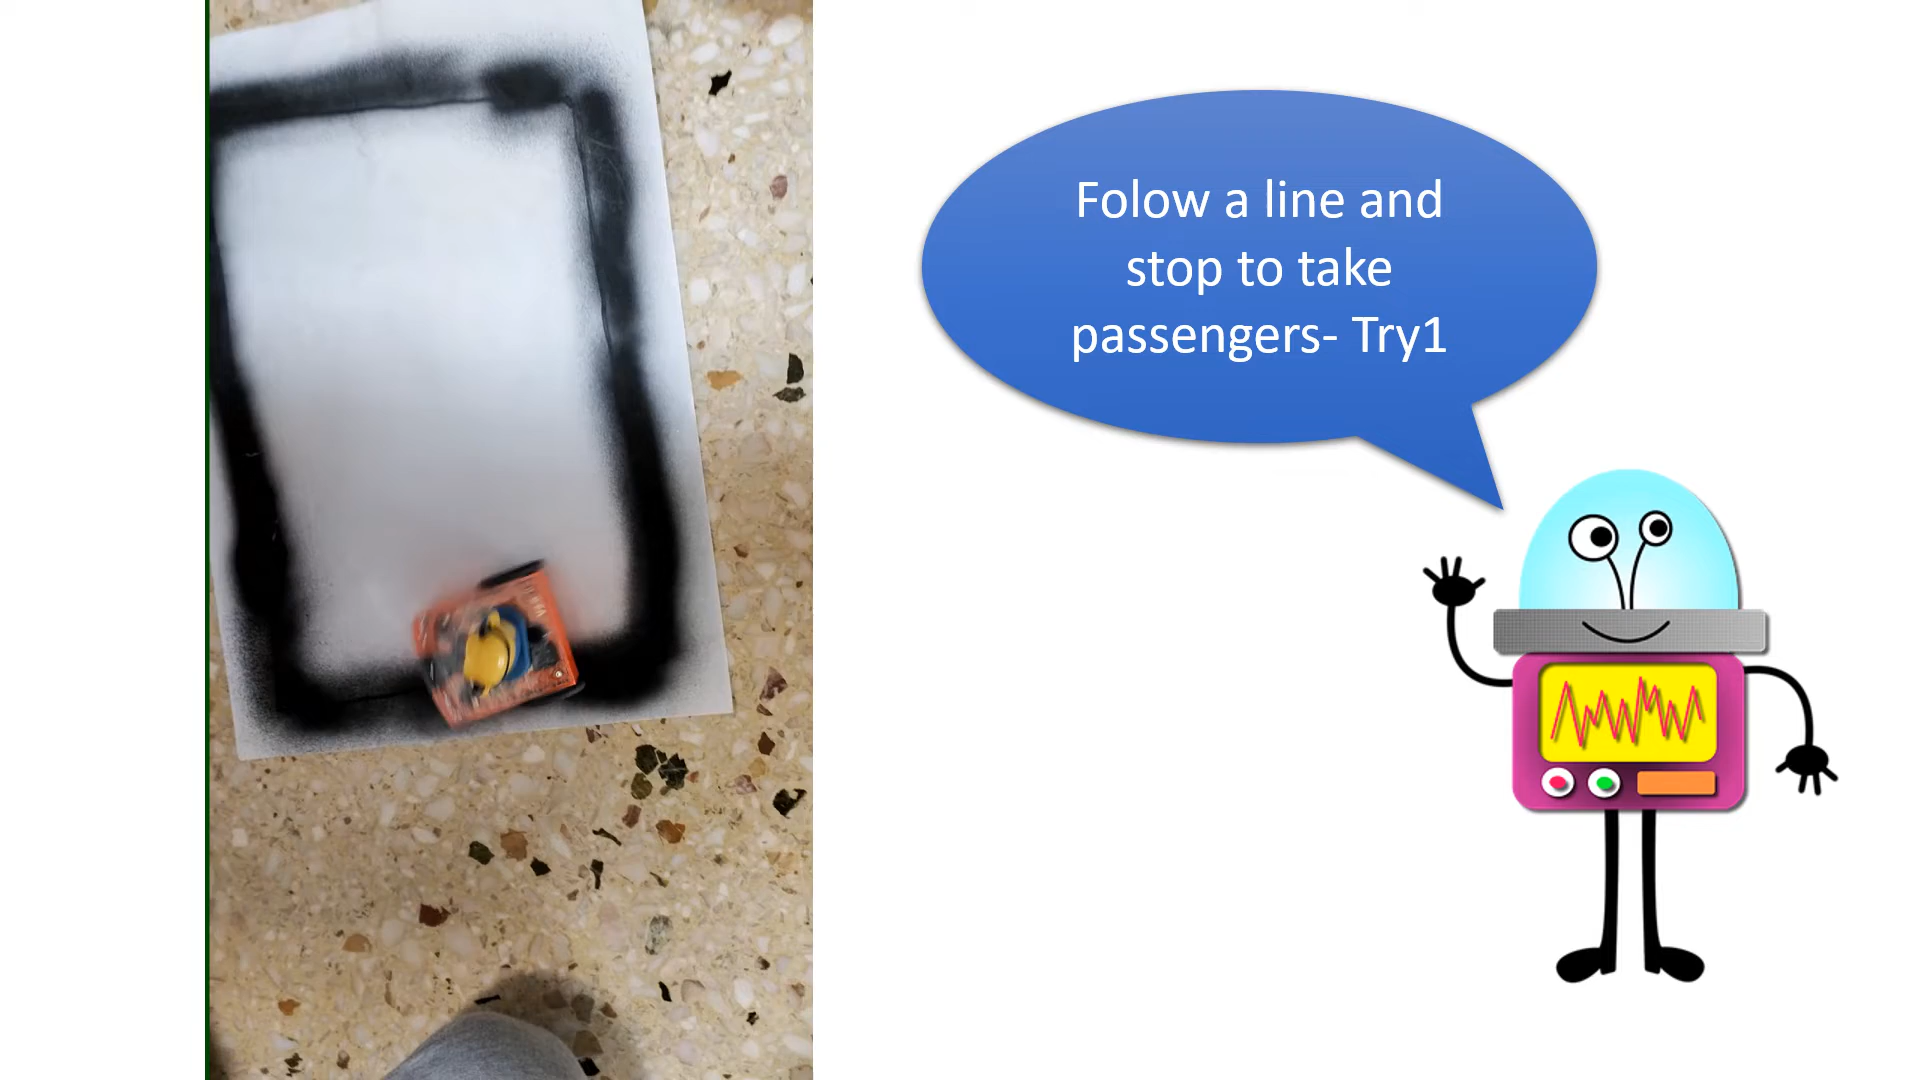 Folow a line and
stop to take
passengers- Try1